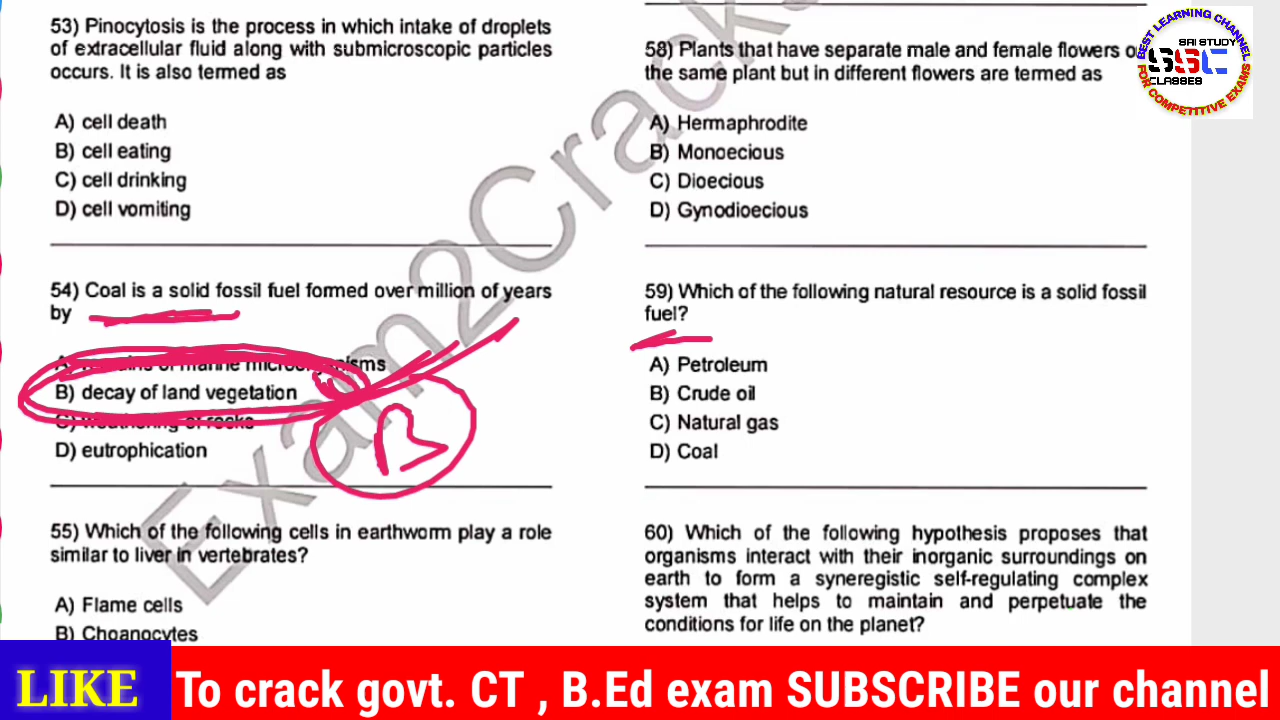 53) Pinocytosis is the process in which intake of droplets
of extracellular fluid along with submicroscopic particles
occurs. It is also termed as
A) cell death
B) cell eating
C) cell drinking
D) cell vomiting
54) Coal is a solid fossil fuel formed over million of years
by
A) remains of marine microorganisms
B) decay of land vegetation
C) weathering of rocks
D) eutrophication
B
55) Which of the following cells in earthworm play a role
similar to liver in vertebrates?
A) Flame cells
B) Choanocytes
58) Plants that have separate male and female flowers
the same plant but in different flowers are termed as
A) Hermaphrodite
B) Monoecious
C) Dioecious
D) Gynodioecious
59) Which of the following natural resource is a solid fossil
fuel?
A) Petroleum
B) Crude oil
C) Natural gas
D) Coal
60) Which of the following hypothesis proposes that
organisms interact with their inorganic surroundings on
earth to form a syneregistic self-regulating complex
system that helps to maintain and perpetuate the
conditions for life on the planet?
Exam2Crack
BEST LEARNING CHANNEL
SAI STUDY
SSC
CLASSES
FOR COMPETITIVE EXAMS
LIKE
To crack govt. CT , B.Ed exam SUBSCRIBE our channel